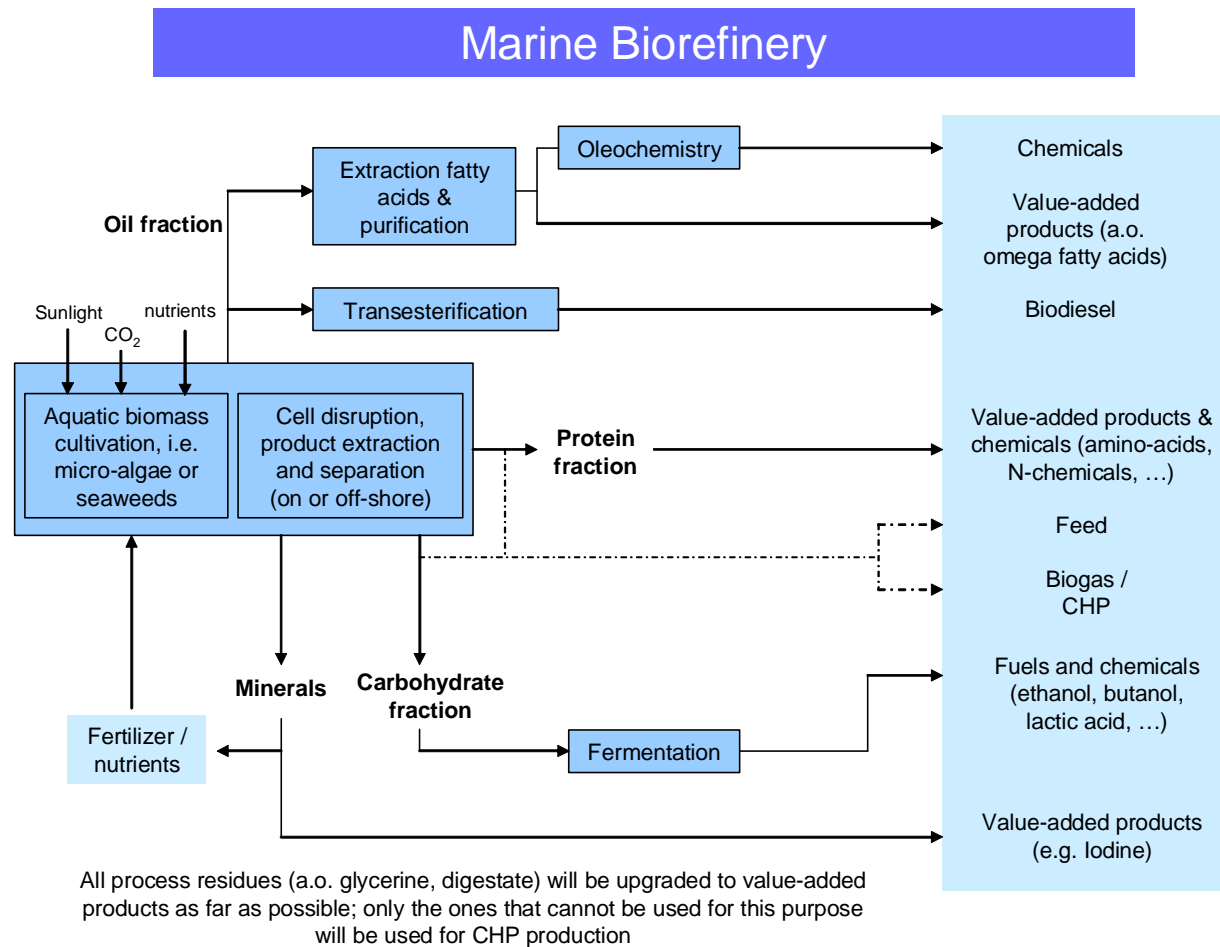 Marine Biorefinery
Oleochemistry
Chemicals
Extraction fatty
acids &
purification
Value-added
products (a.o.
omega fatty acids)
Oil fraction
Sunlight
CO₂
nutrients
Transesterification
Biodiesel
Aquatic biomass
cultivation, i.e.
micro-algae or
seaweeds
Cell disruption,
product extraction
and separation
(on or off-shore)
Protein
fraction
Value-added products &
chemicals (amino-acids,
N-chemicals, …)
Feed
Biogas /
CHP
Minerals
Carbohydrate
fraction
Fuels and chemicals
(ethanol, butanol,
lactic acid, …)
Fertilizer /
nutrients
Fermentation
Value-added products
(e.g. Iodine)
All process residues (a.o. glycerine, digestate) will be upgraded to value-added
products as far as possible; only the ones that cannot be used for this purpose
will be used for CHP production